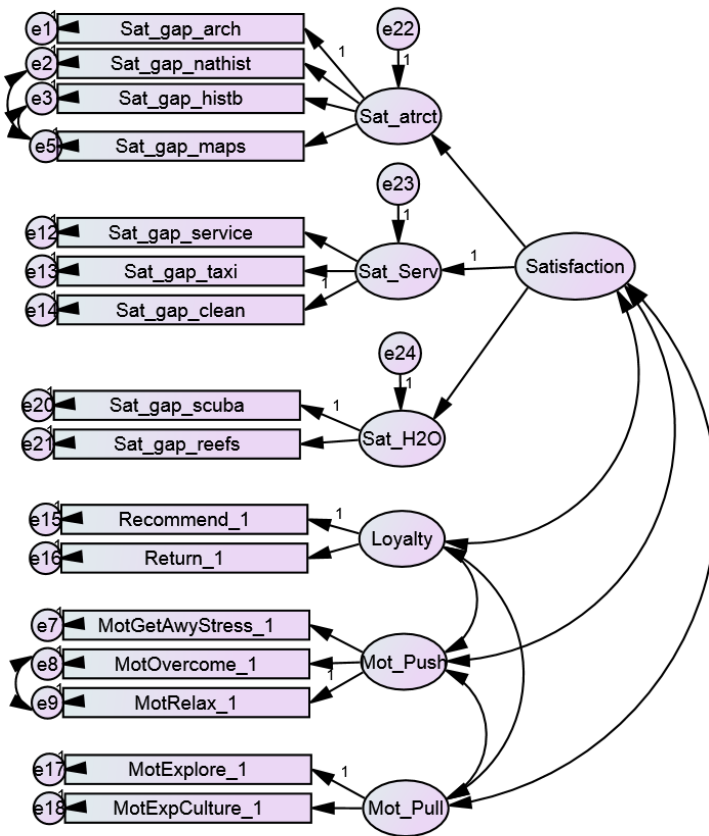 e1 Sat_gap_arch 1 e22
e2 Sat_gap_nathist 1
e3 Sat_gap_histb Sat_atrct
e5 Sat_gap_maps
e23
e12 Sat_gap_service 1
e13 Sat_gap_taxi Sat_Serv 1 Satisfaction
e14 Sat_gap_clean 1
e24
e20 Sat_gap_scuba 1 1
e21 Sat_gap_reefs Sat_H2O
e15 Recommend_1 1 Loyalty
e16 Return_1
e7 MotGetAwyStress_1
e8 MotOvercome_1 Mot_Push
e9 MotRelax_1 1
e17 MotExplore_1 1
e18 MotExpCulture_1 Mot_Pull